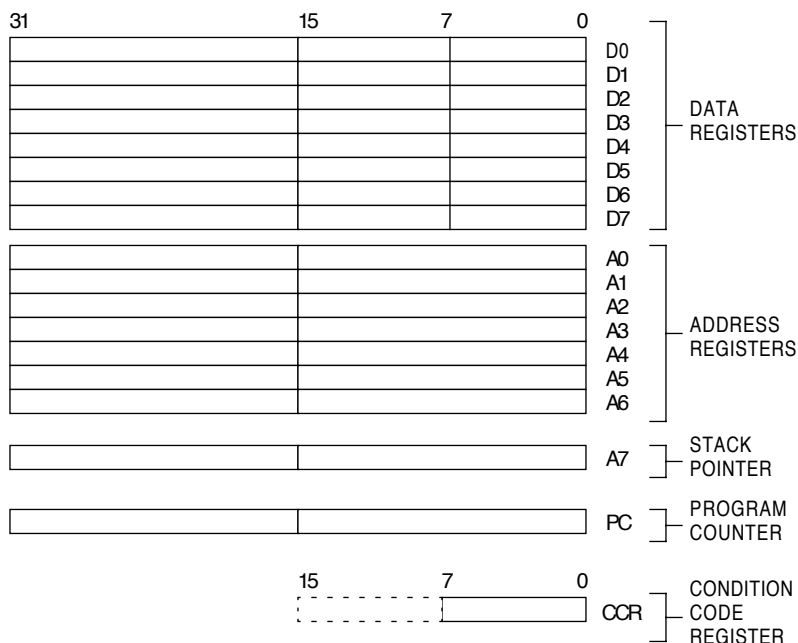 31 15 7 0
D0
D1
D2
D3
D4
D5
D6
D7
DATA
REGISTERS
A0
A1
A2
A3
A4
A5
A6
ADDRESS
REGISTERS
A7
STACK
POINTER
PC
PROGRAM
COUNTER
15 7 0
CCR
CONDITION
CODE
REGISTER